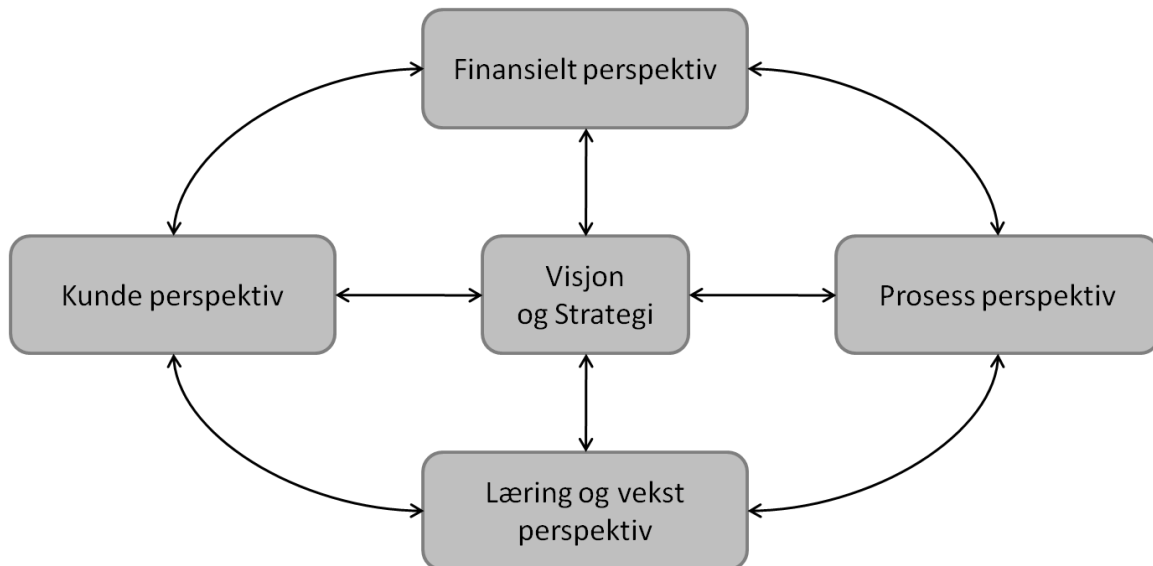 Finansielt perspektiv
Kunde perspektiv
Visjon
og Strategi
Prosess perspektiv
Læring og vekst
perspektiv